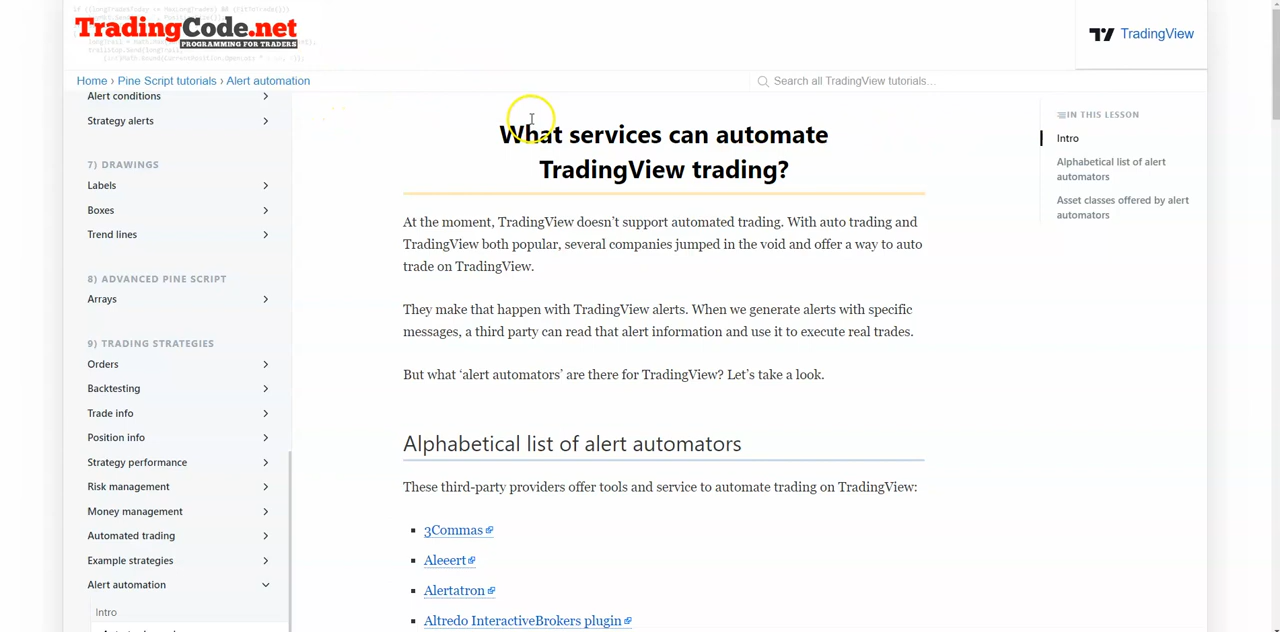 TradingCode.net
PROGRAMMING FOR TRADERS
TradingView
Home › Pine Script tutorials › Alert automation
Search all TradingView tutorials...
Alert conditions
Strategy alerts
7) DRAWINGS
Labels
Boxes
Trend lines
8) ADVANCED PINE SCRIPT
Arrays
9) TRADING STRATEGIES
Orders
Backtesting
Trade info
Position info
Strategy performance
Risk management
Money management
Automated trading
Example strategies
Alert automation
Intro
What services can automate
TradingView trading?
At the moment, TradingView doesn’t support automated trading. With auto trading and
TradingView both popular, several companies jumped in the void and offer a way to auto
trade on TradingView.
They make that happen with TradingView alerts. When we generate alerts with specific
messages, a third party can read that alert information and use it to execute real trades.
But what ‘alert automators’ are there for TradingView? Let’s take a look.
Alphabetical list of alert automators
These third-party providers offer tools and service to automate trading on TradingView:
3Commas
Aleeert
Alertatron
Altredo InteractiveBrokers plugin
IN THIS LESSON
Intro
Alphabetical list of alert
automators
Asset classes offered by alert
automators